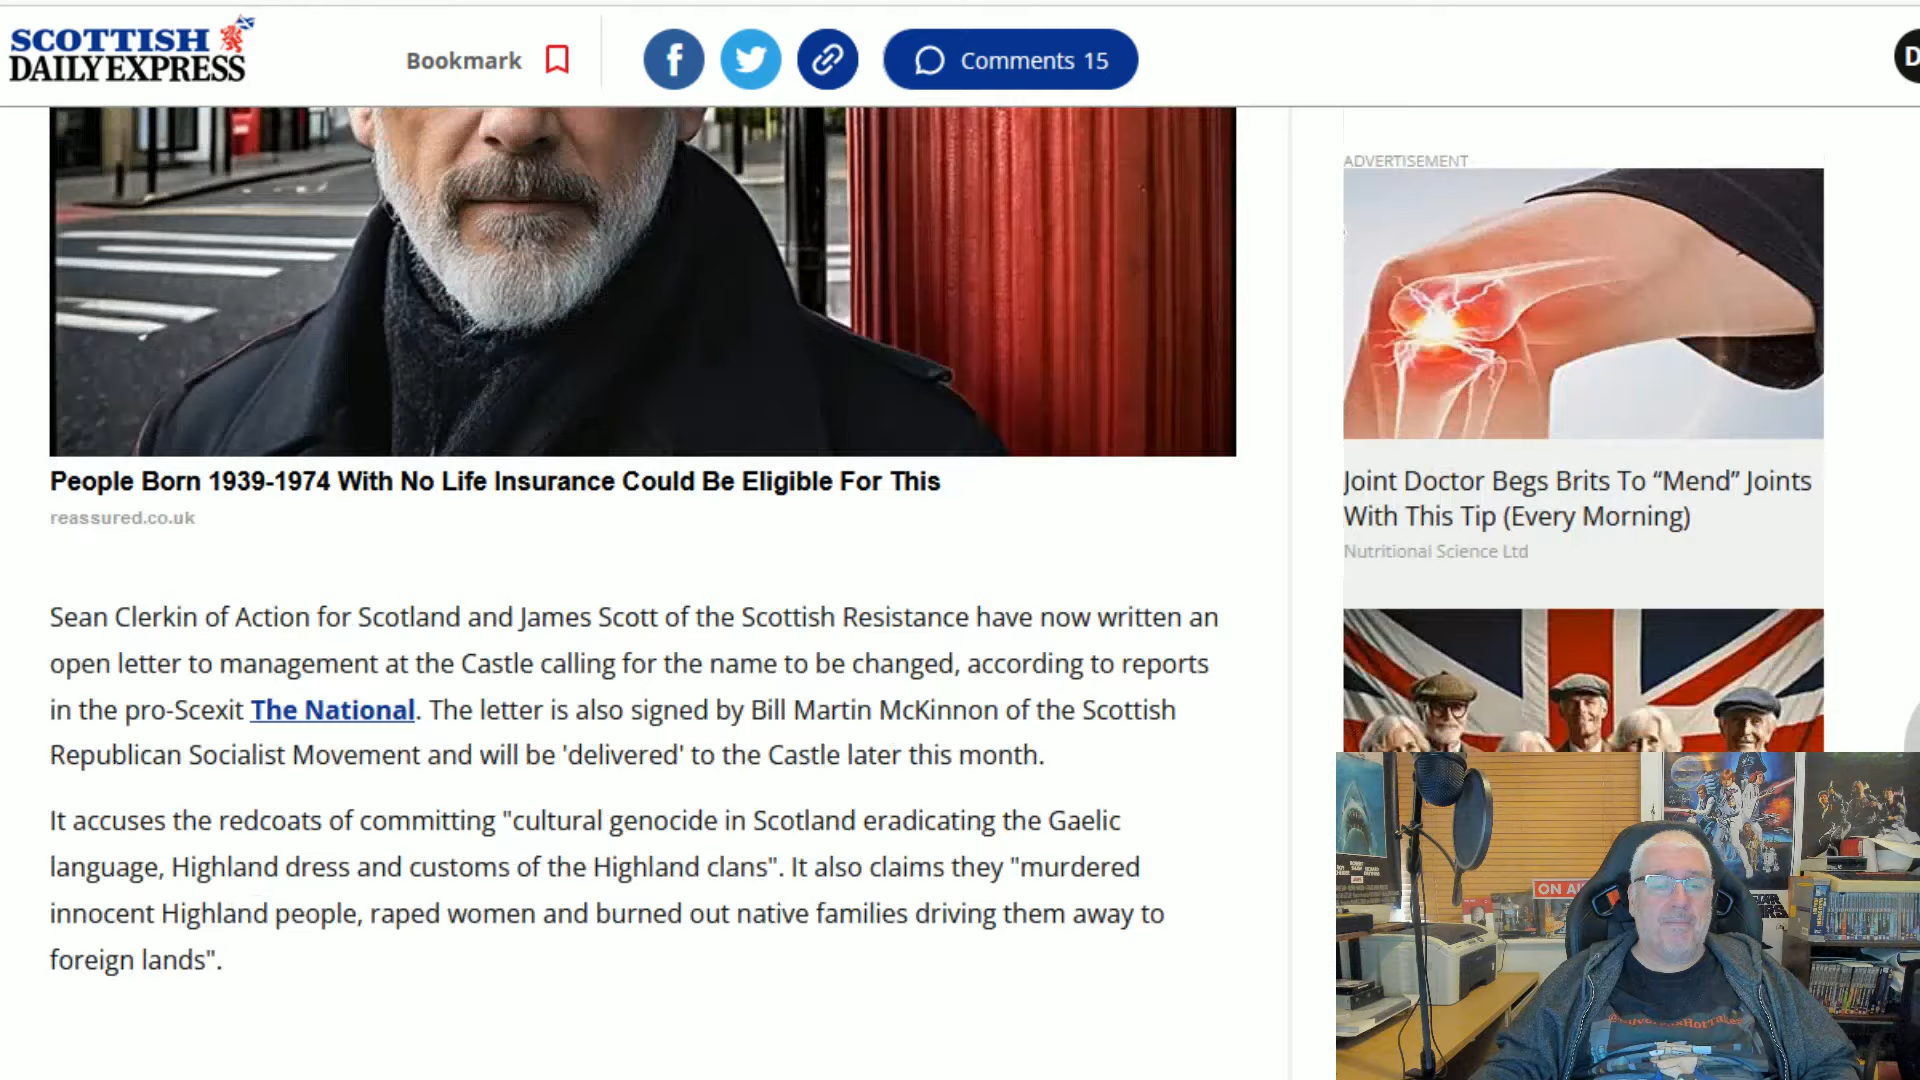 SCOTTISH
DAILY EXPRESS
Bookmark
Comments 15
D
People Born 1939-1974 With No Life Insurance Could Be Eligible For This
reassured.co.uk
Sean Clerkin of Action for Scotland and James Scott of the Scottish Resistance have now written an
open letter to management at the Castle calling for the name to be changed, according to reports
in the pro-Scexit The National. The letter is also signed by Bill Martin McKinnon of the Scottish
Republican Socialist Movement and will be 'delivered' to the Castle later this month.
It accuses the redcoats of committing "cultural genocide in Scotland eradicating the Gaelic
language, Highland dress and customs of the Highland clans". It also claims they "murdered
innocent Highland people, raped women and burned out native families driving them away to
foreign lands".
ADVERTISEMENT
Joint Doctor Begs Brits To “Mend” Joints
With This Tip (Every Morning)
Nutritional Science Ltd
JAWS
ON AI